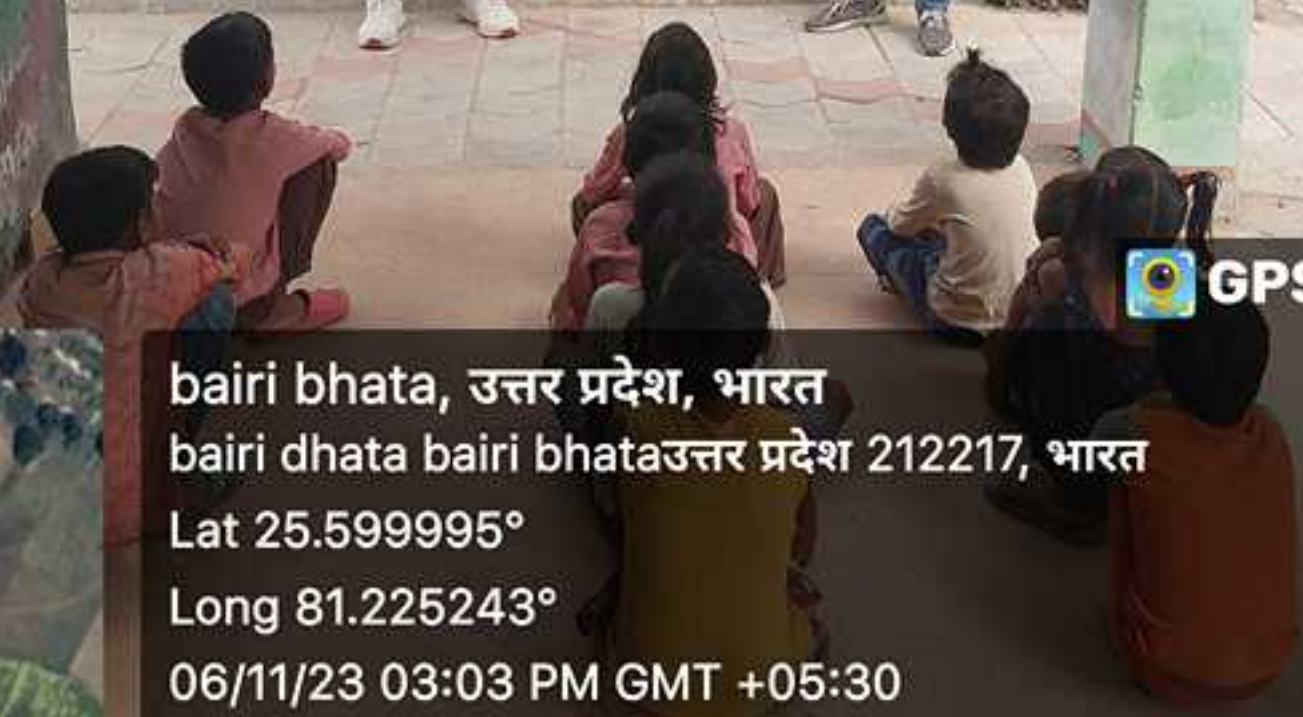 GPS
bairi bhata, उत्तर प्रदेश, भारत
bairi dhata bairi bhataउत्तर प्रदेश 212217, भारत
Lat 25.599995°
Long 81.225243°
06/11/23 03:03 PM GMT +05:30